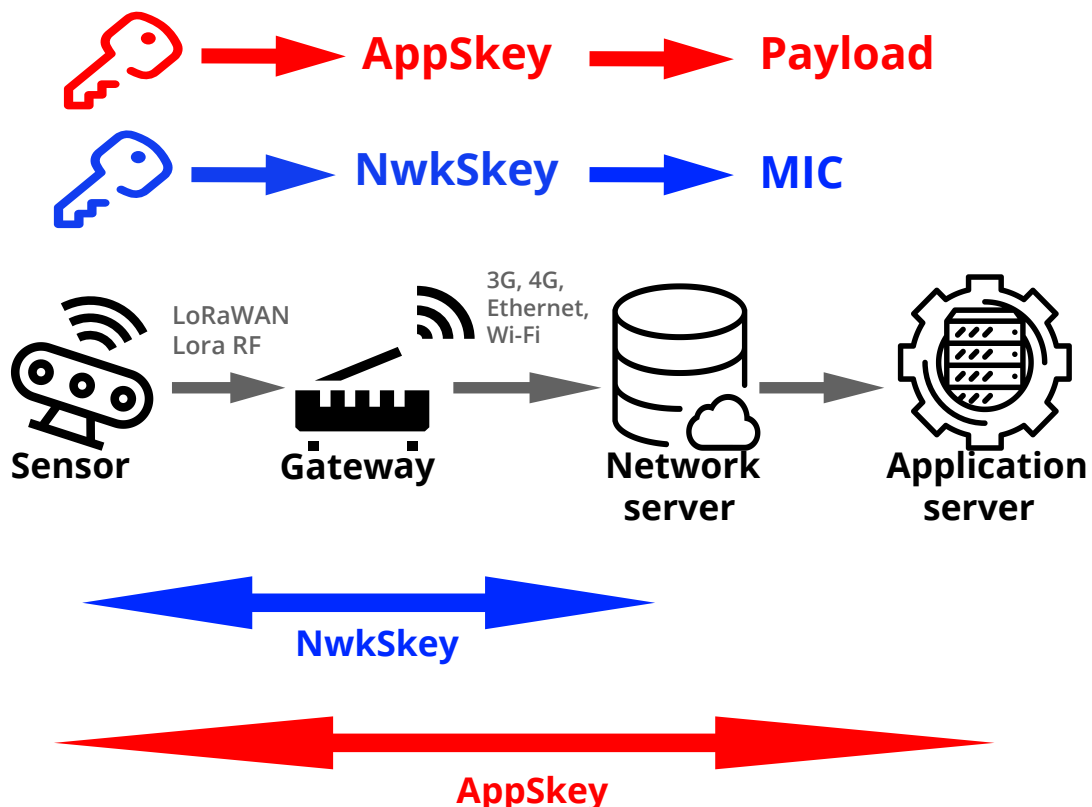 AppSkey
Payload
NwkSkey
MIC
LoRaWAN
Lora RF
3G, 4G,
Ethernet,
Wi-Fi
Sensor
Gateway
Network
server
Application
server
NwkSkey
AppSkey